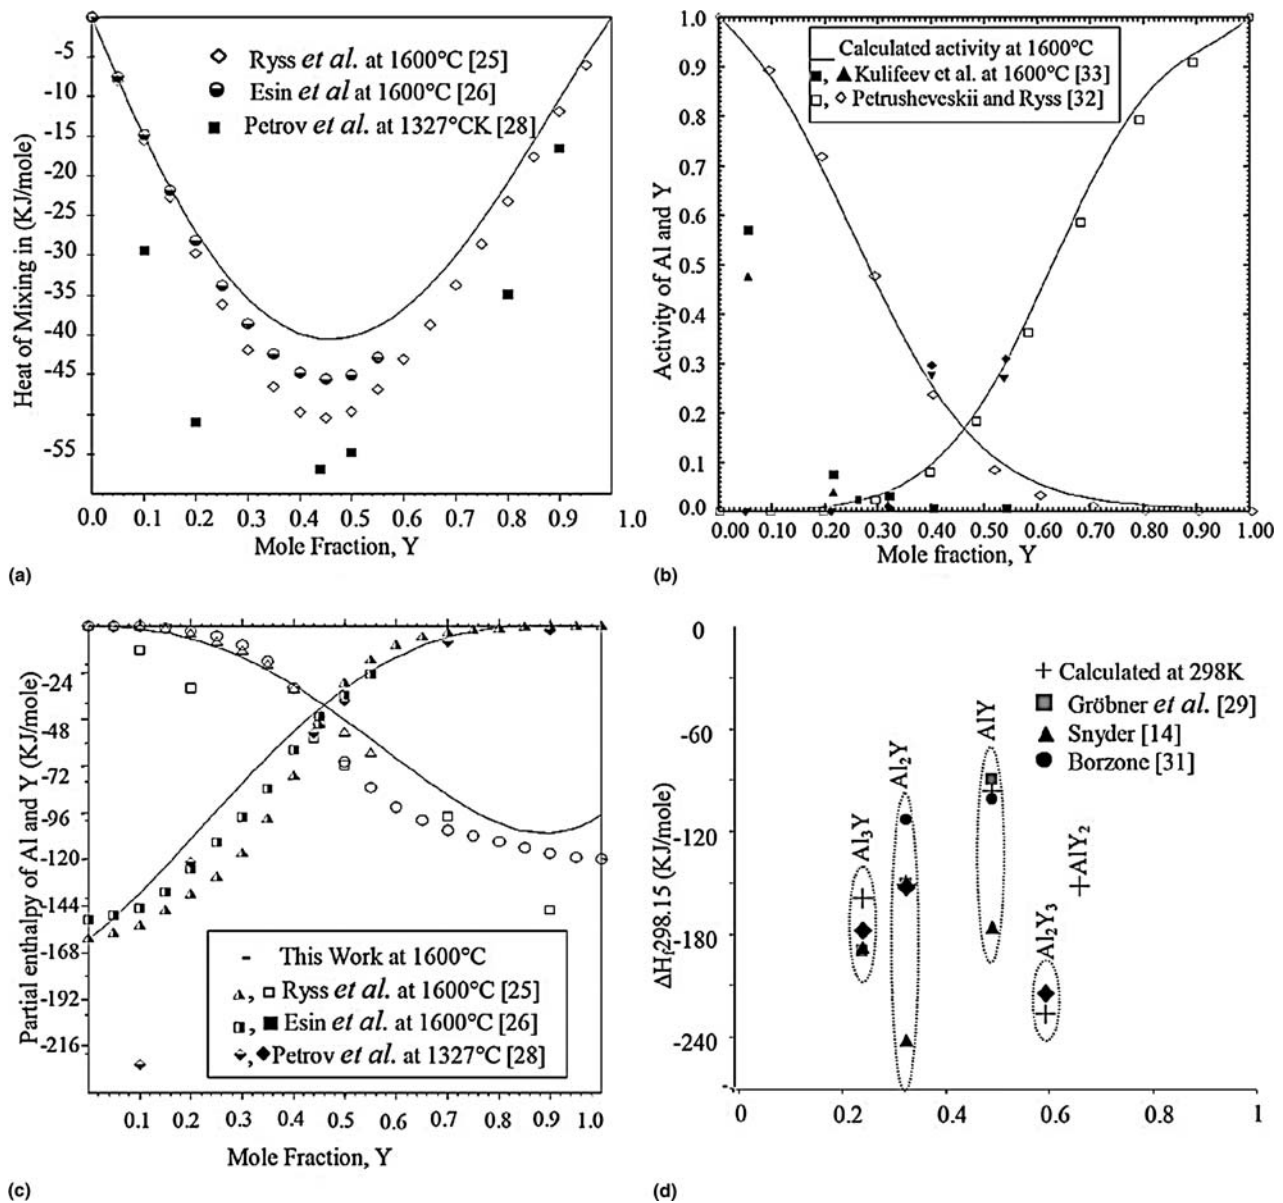 -5
-10
-15
-20
-25
-30
-35
-40
-45
-55
Heat of Mixing in (KJ/mole)
Ryss et al. at 1600°C [25]
Esin et al at 1600°C [26]
Petrov et al. at 1327°CK [28]
0.0 0.1 0.2 0.3 0.4 0.5 0.6 0.7 0.8 0.9 1.0
Mole Fraction, Y
(a)
1.0
0.9
0.8
0.7
0.6
0.5
0.4
0.3
0.2
0.1
0.0
Activity of Al and Y
Calculated activity at 1600°C
, Kulifeev et al. at 1600°C [33]
, Petrusheveskii and Ryss [32]
0.00 0.10 0.20 0.30 0.40 0.50 0.60 0.70 0.80 0.90 1.00
Mole fraction, Y
(b)
-24
-48
-72
-96
-120
-144
-168
-192
-216
Partial enthalpy of Al and Y (KJ/mole)
This Work at 1600°C
, Ryss et al. at 1600°C [25]
, Esin et al. at 1600°C [26]
, Petrov et al. at 1327°C [28]
0.1 0.2 0.3 0.4 0.5 0.6 0.7 0.8 0.9 1.0
Mole Fraction, Y
(c)
0
-60
-120
-180
-240
-
ΔHf298.15 (KJ/mole)
Calculated at 298K
Gröbner et al. [29]
Snyder [14]
Borzone [31]
Al3Y
Al2Y
AlY
Al2Y3
AlY2
0 0.2 0.4 0.6 0.8 1
(d)